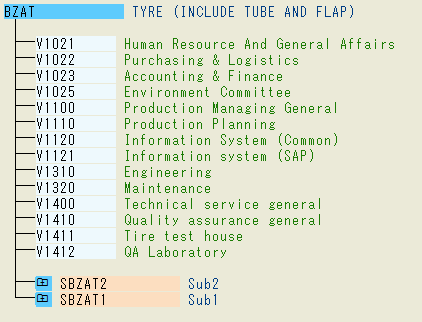 BZAT TYRE (INCLUDE TUBE AND FLAP)
V1021 Human Resource And General Affairs
V1022 Purchasing & Logistics
V1023 Accounting & Finance
V1025 Environment Committee
V1100 Production Managing General
V1110 Production Planning
V1120 Information System (Common)
V1121 Information system (SAP)
V1310 Engineering
V1320 Maintenance
V1400 Technical service general
V1410 Quality assurance general
V1411 Tire test house
V1412 QA Laboratory
SBZAT2 Sub2
SBZAT1 Sub1